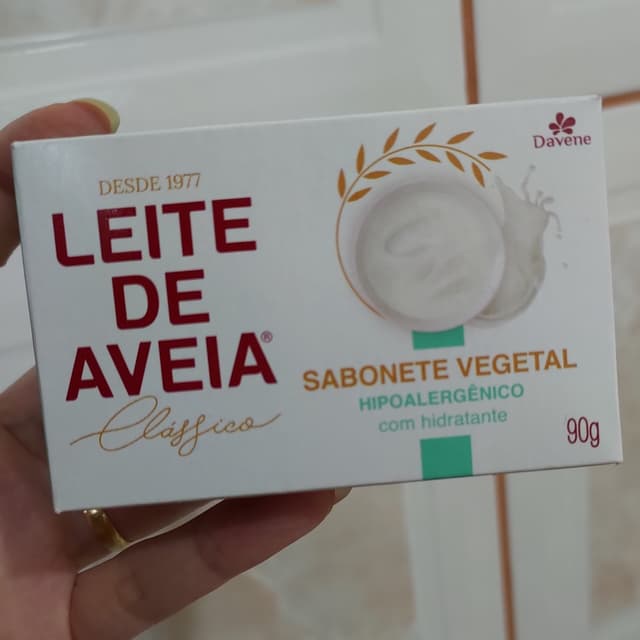 DESDE 1977
LEITE
DE
AVEIA®
Clássico
Davene
SABONETE VEGETAL
HIPOALERGÊNICO
com hidratante
90g